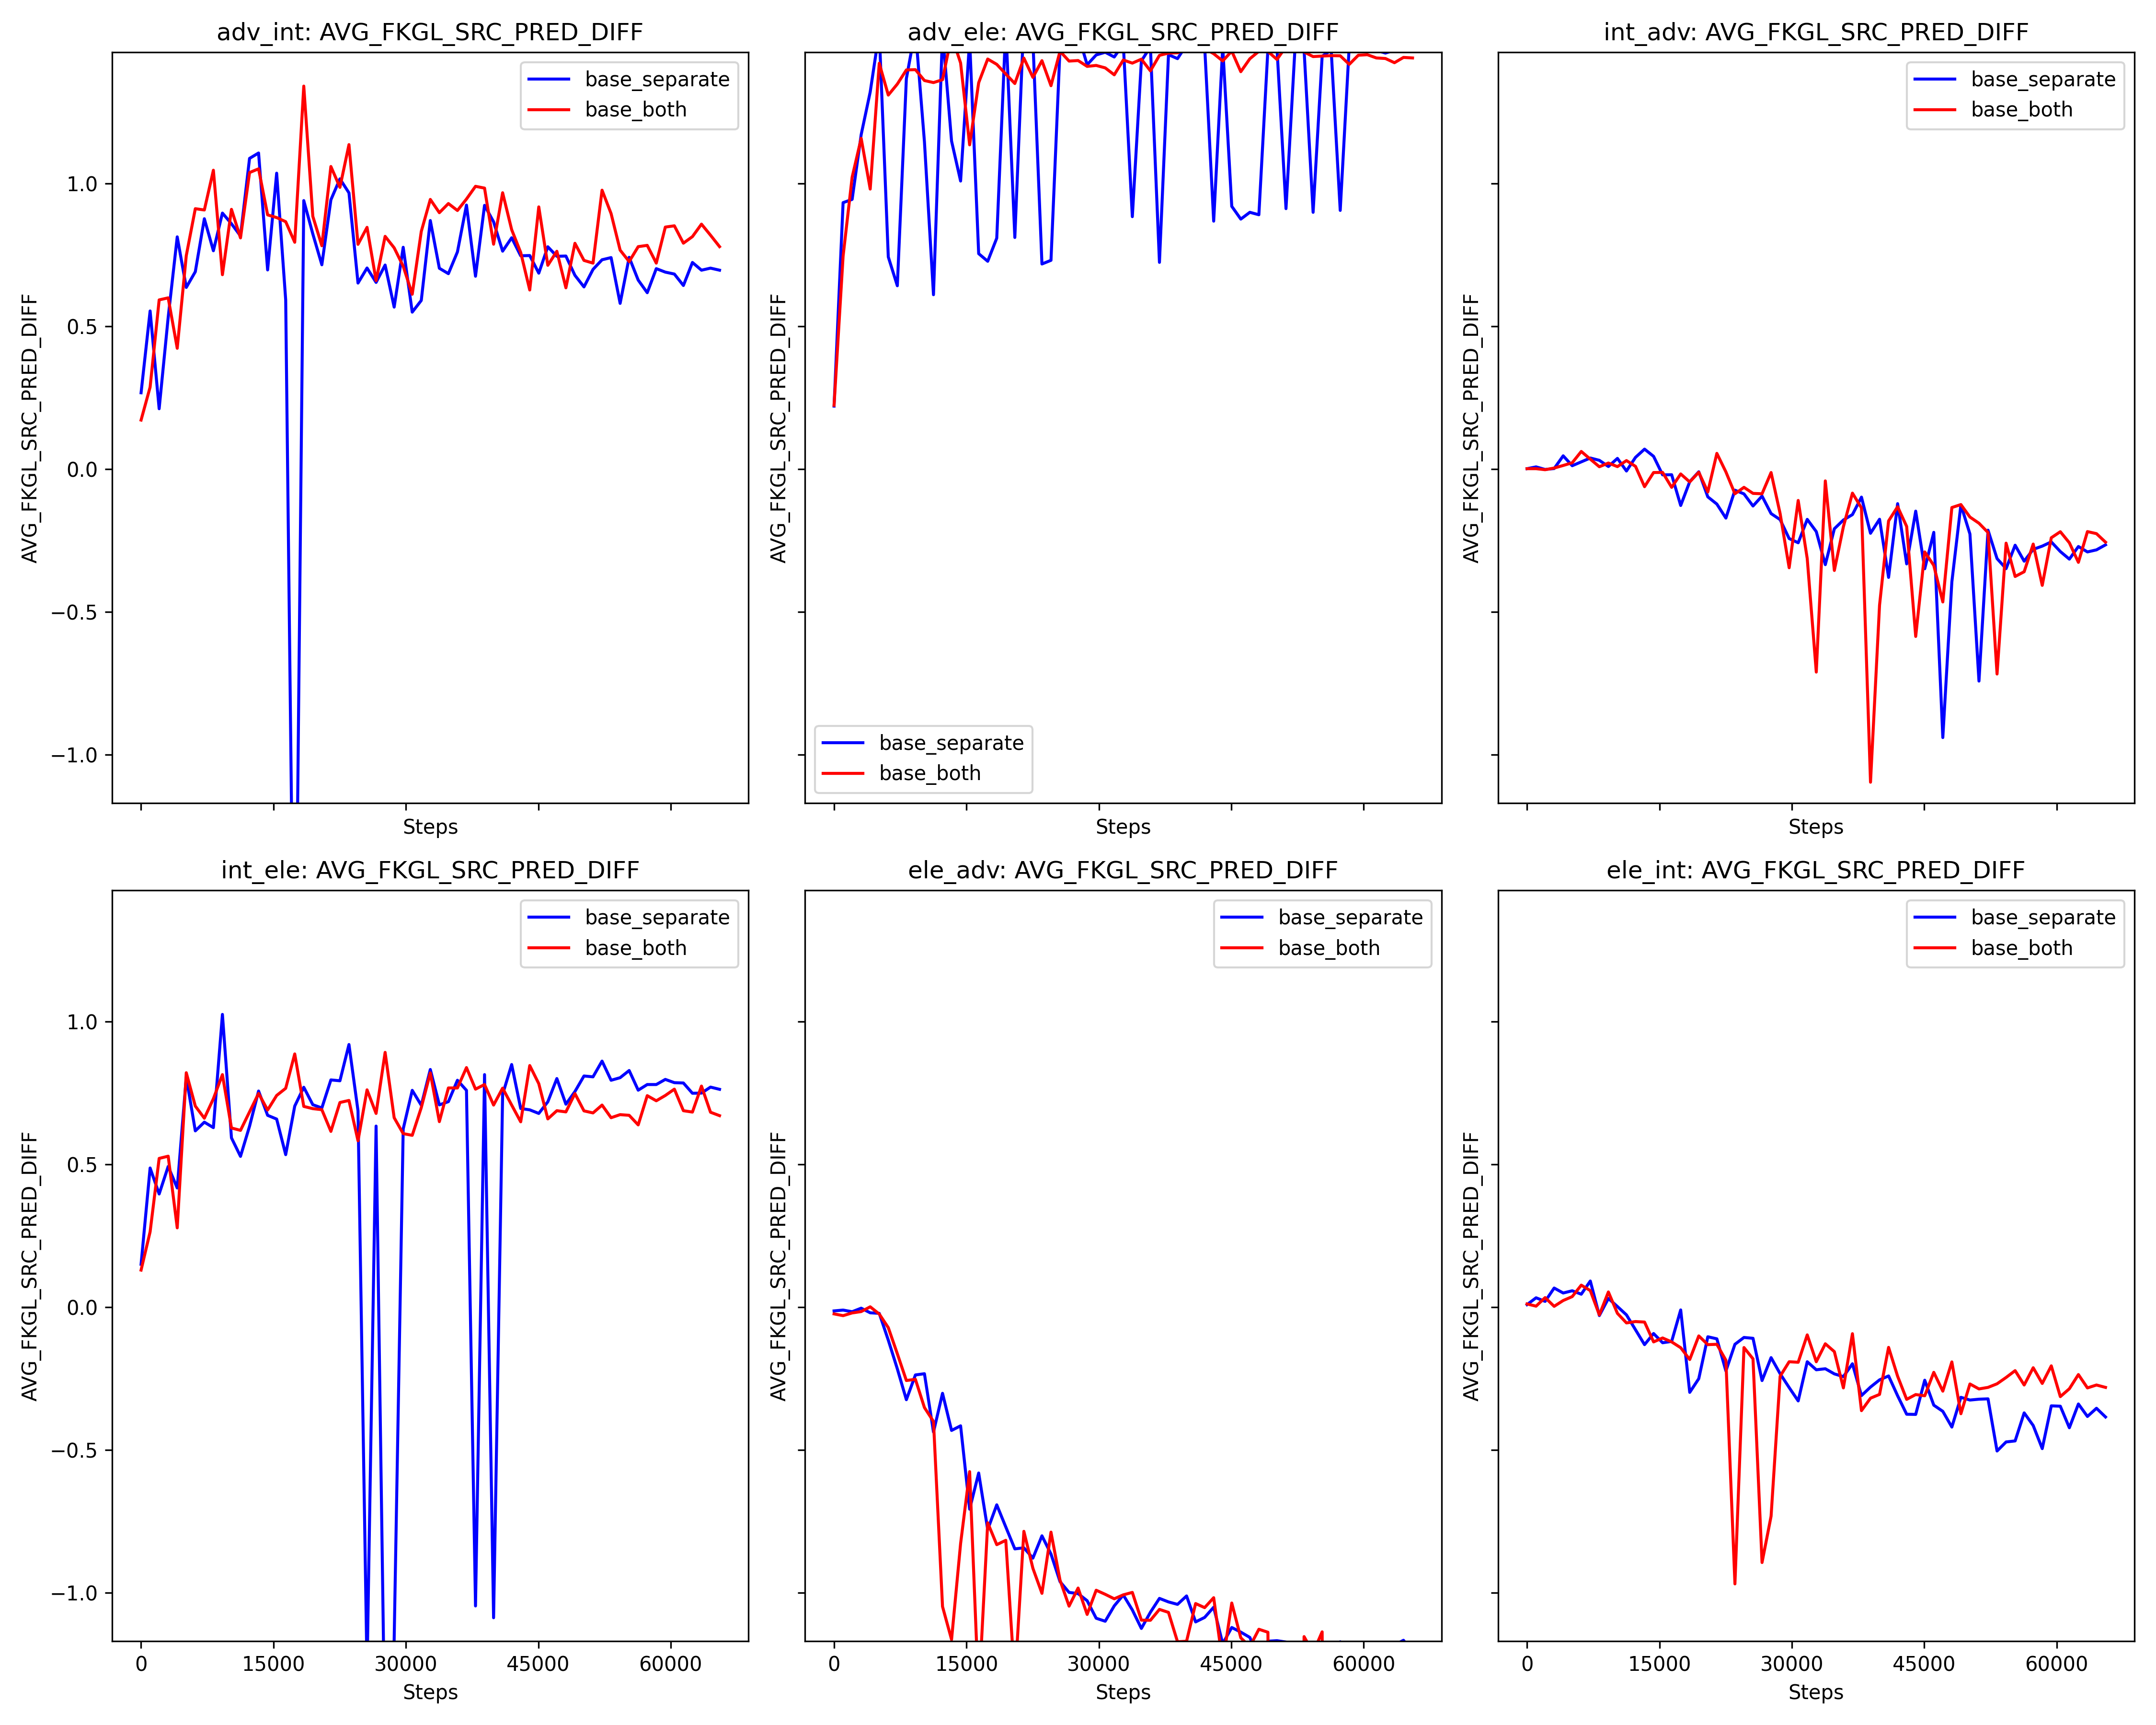 adv_int: AVG_FKGL_SRC_PRED_DIFF
AVG_FKGL_SRC_PRED_DIFF
1.0
0.5
0.0
−0.5
−1.0
base_separate
base_both
Steps
adv_ele: AVG_FKGL_SRC_PRED_DIFF
AVG_FKGL_SRC_PRED_DIFF
base_separate
base_both
Steps
int_adv: AVG_FKGL_SRC_PRED_DIFF
AVG_FKGL_SRC_PRED_DIFF
base_separate
base_both
Steps
int_ele: AVG_FKGL_SRC_PRED_DIFF
AVG_FKGL_SRC_PRED_DIFF
1.0
0.5
0.0
−0.5
−1.0
base_separate
base_both
0 15000 30000 45000 60000
Steps
ele_adv: AVG_FKGL_SRC_PRED_DIFF
AVG_FKGL_SRC_PRED_DIFF
base_separate
base_both
0 15000 30000 45000 60000
Steps
ele_int: AVG_FKGL_SRC_PRED_DIFF
AVG_FKGL_SRC_PRED_DIFF
base_separate
base_both
0 15000 30000 45000 60000
Steps